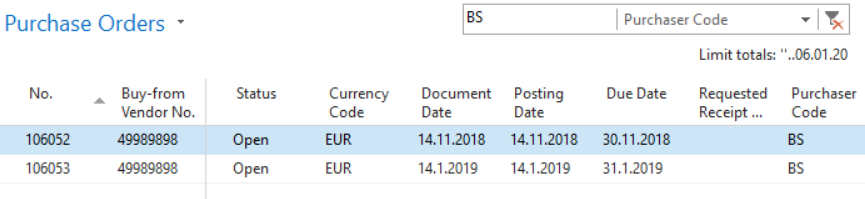 Purchase Orders
BS Purchaser Code
Limit totals: ''..06.01.20
No. Buy-from Vendor No. Status Currency Code Document Date Posting Date Due Date Requested Receipt ... Purchaser Code
106052 49989898 Open EUR 14.11.2018 14.11.2018 30.11.2018 BS
106053 49989898 Open EUR 14.1.2019 14.1.2019 31.1.2019 BS